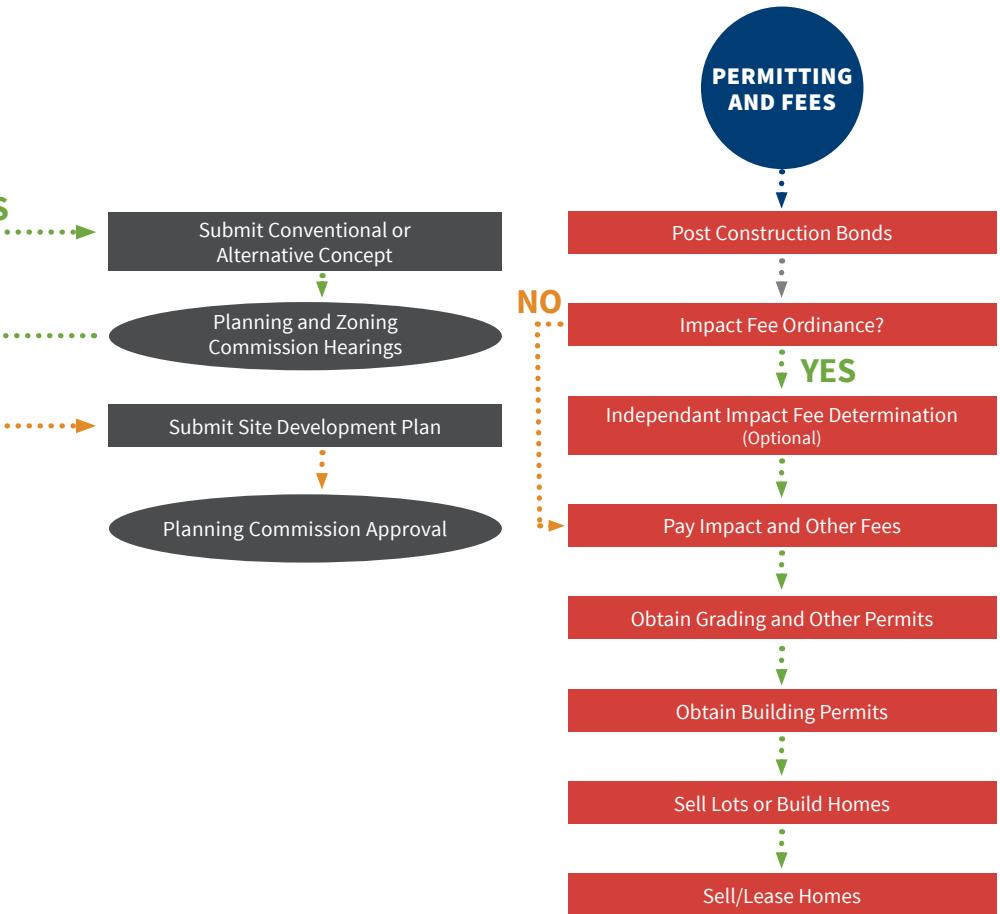 PERMITTING
AND FEES
S
Submit Conventional or
Alternative Concept
Planning and Zoning
Commission Hearings
Submit Site Development Plan
Planning Commission Approval
Post Construction Bonds
NO
Impact Fee Ordinance?
YES
Independant Impact Fee Determination
(Optional)
Pay Impact and Other Fees
Obtain Grading and Other Permits
Obtain Building Permits
Sell Lots or Build Homes
Sell/Lease Homes